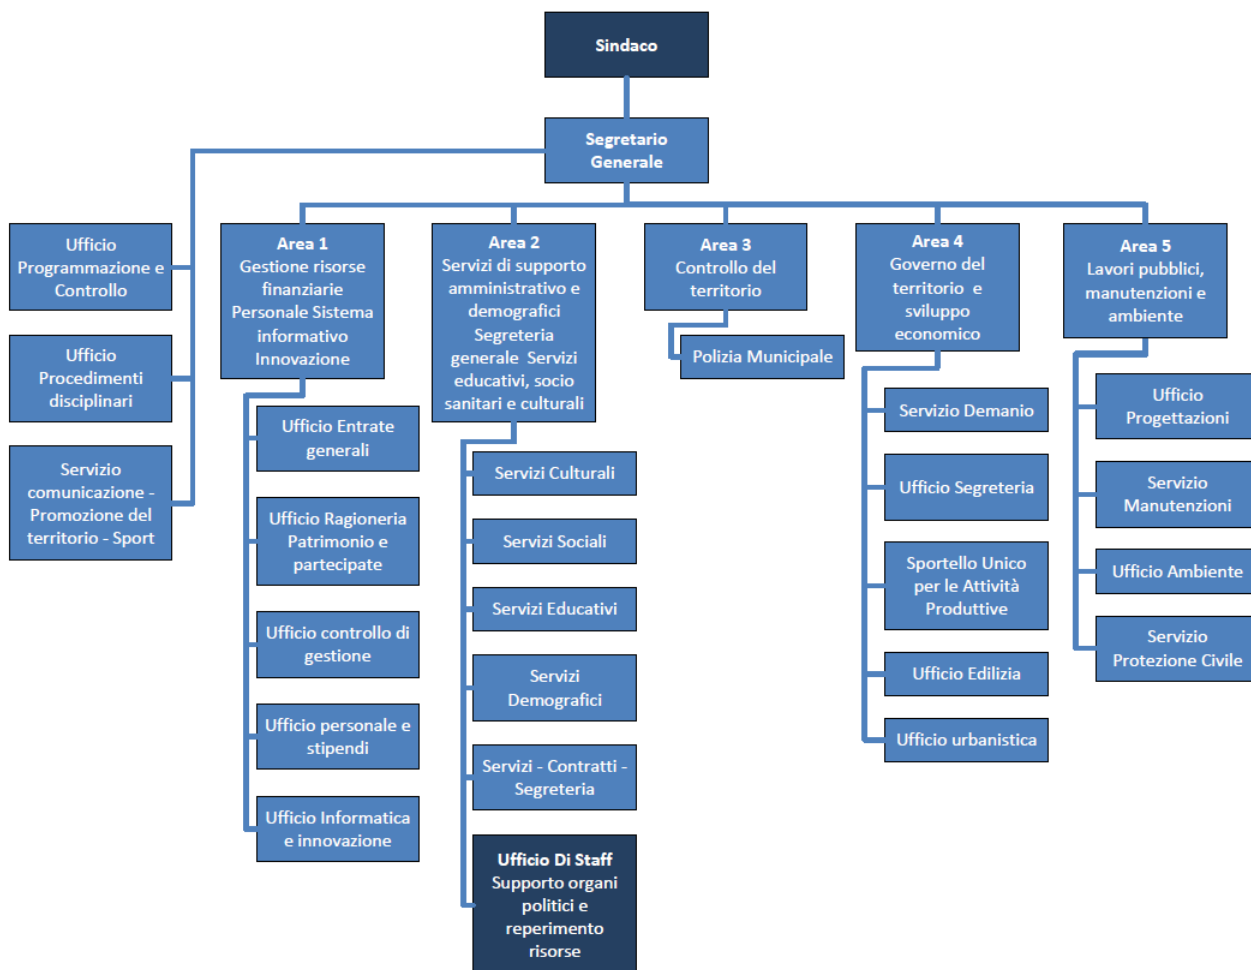 Sindaco
Segretario
Generale
Ufficio
Programmazione e
Controllo
Ufficio
Procedimenti
disciplinari
Servizio
comunicazione -
Promozione del
territorio - Sport
Area 1
Gestione risorse
finanziarie
Personale Sistema
informativo
Innovazione
Ufficio Entrate
generali
Ufficio Ragioneria
Patrimonio e
partecipate
Ufficio controllo di
gestione
Ufficio personale e
stipendi
Ufficio Informatica
e innovazione
Area 2
Servizi di supporto
amministrativo e
demografici
Segreteria
generale Servizi
educativi, socio
sanitari e culturali
Servizi Culturali
Servizi Sociali
Servizi Educativi
Servizi
Demografici
Servizi - Contratti -
Segreteria
Ufficio Di Staff
Supporto organi
politici e
reperimento
risorse
Area 3
Controllo del
territorio
Polizia Municipale
Area 4
Governo del
territorio e
sviluppo
economico
Servizio Demanio
Ufficio Segreteria
Sportello Unico
per le Attività
Produttive
Ufficio Edilizia
Ufficio urbanistica
Area 5
Lavori pubblici,
manutenzioni e
ambiente
Ufficio
Progettazioni
Servizio
Manutenzioni
Ufficio Ambiente
Servizio
Protezione Civile